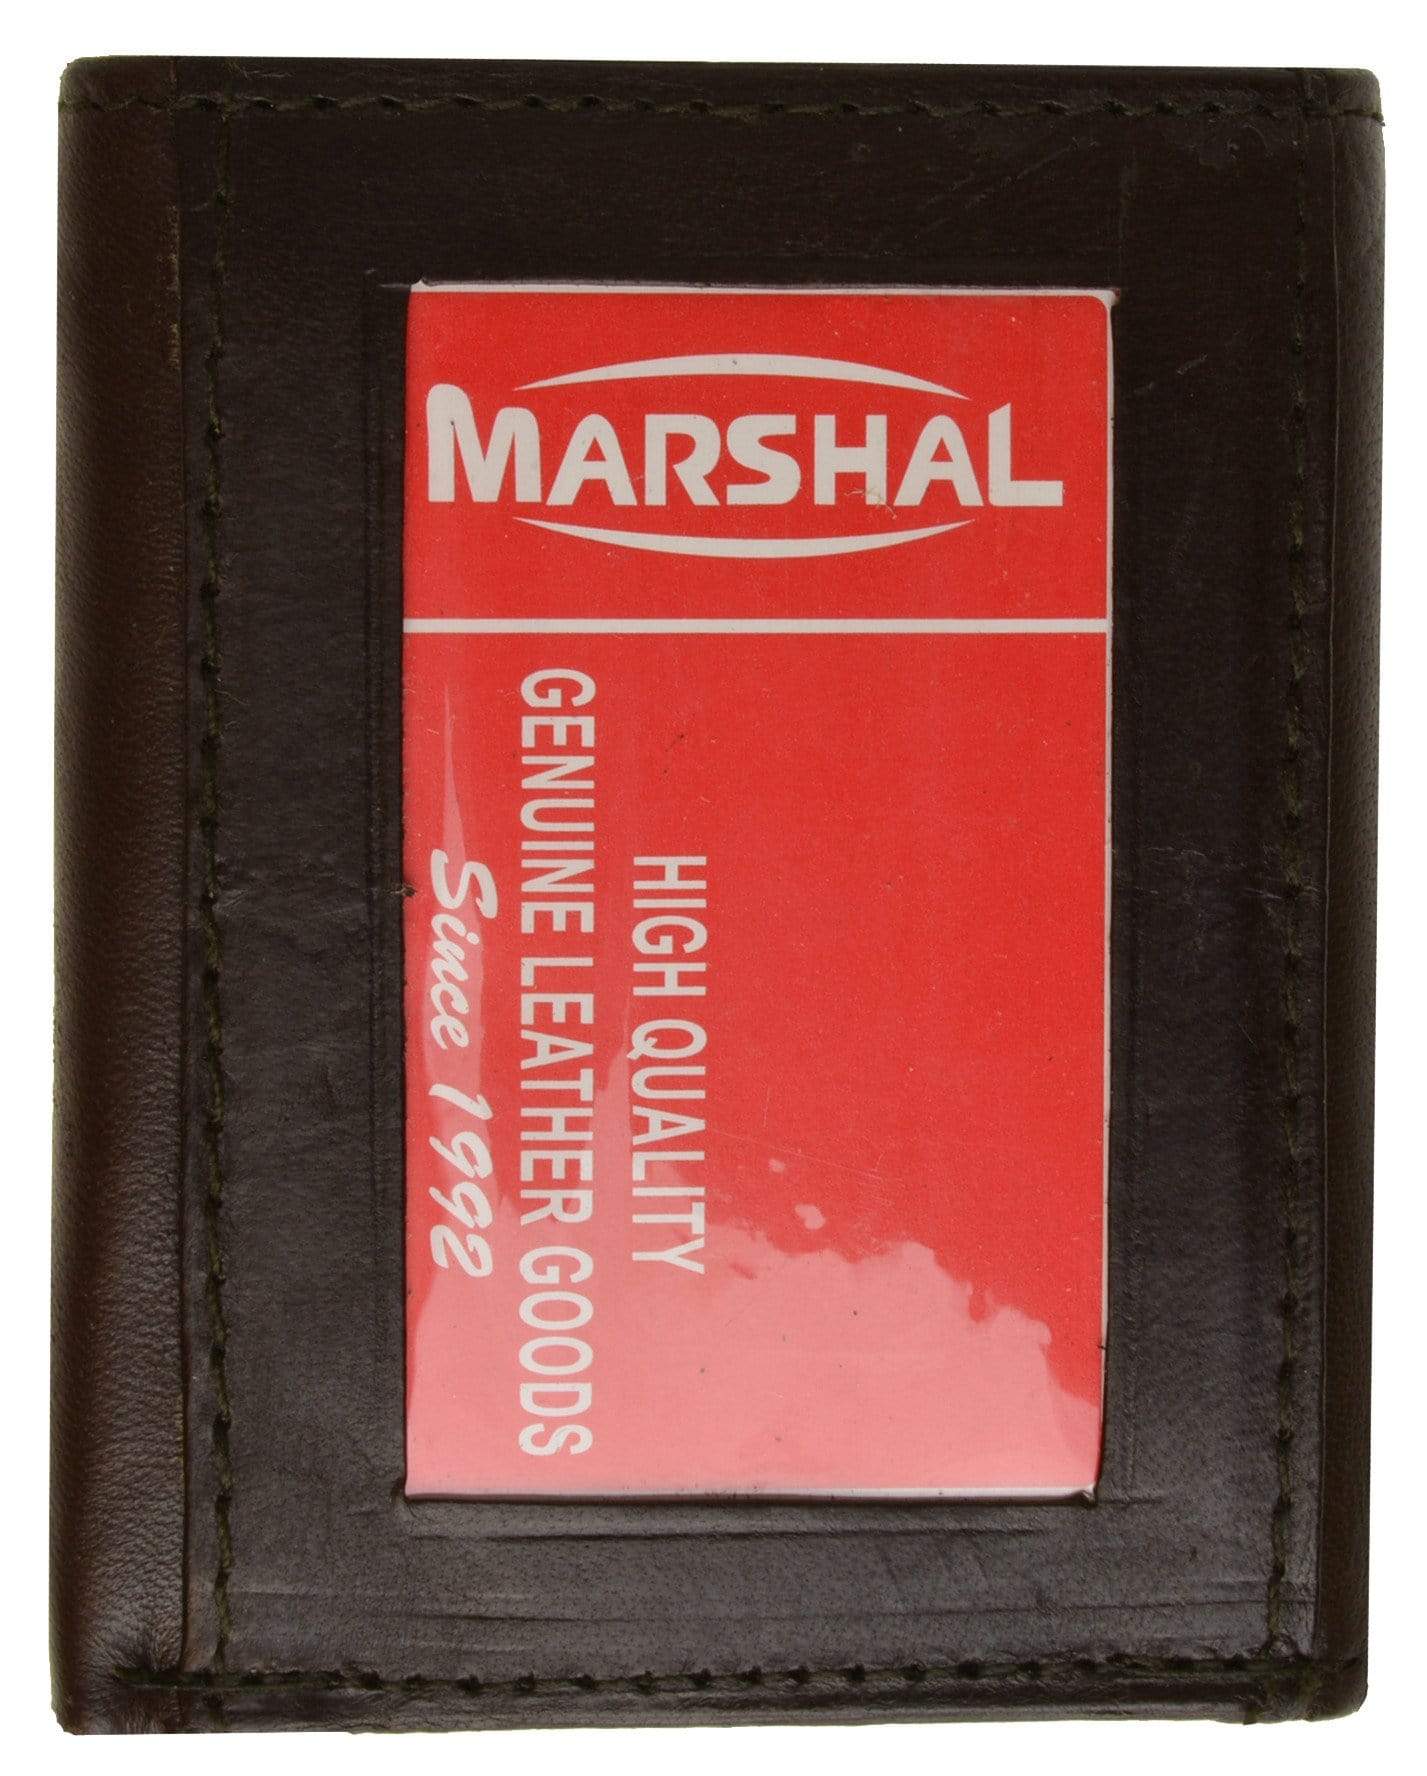 MARSHAL
HIGH QUALITY
GENUINE LEATHER GOODS
Since 1992